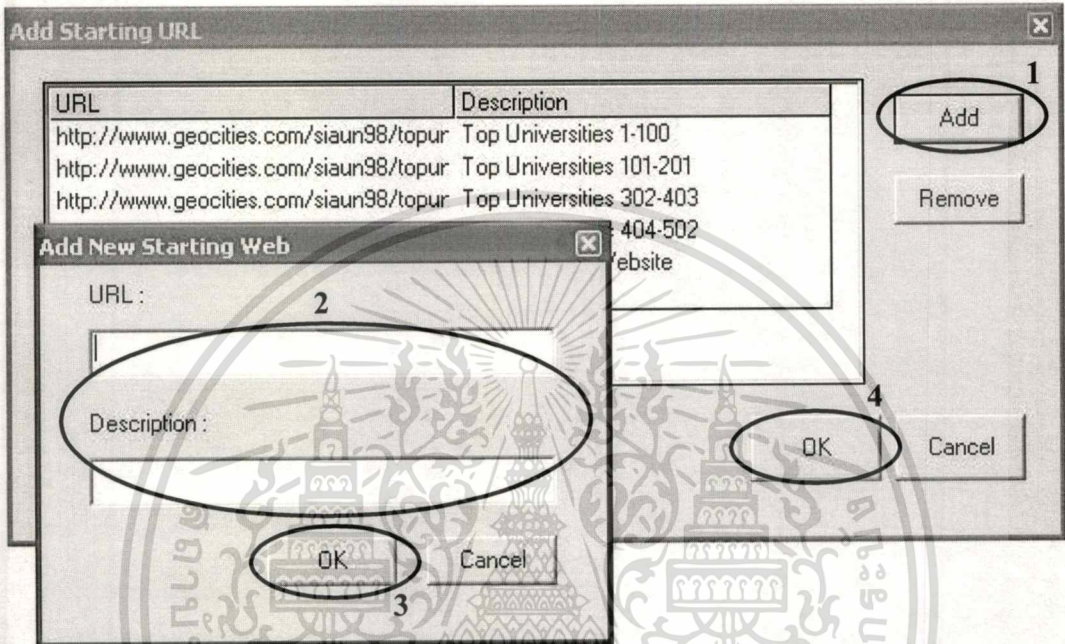 Add Starting URL
1
URL Description
Add
http://www.geocities.com/siaun98/topur Top Universities 1-100
http://www.geocities.com/siaun98/topur Top Universities 101-201
http://www.geocities.com/siaun98/topur Top Universities 302-403
Remove
404-502
Add New Starting Web
URL :
2
Description :
4
OK Cancel
OK Cancel
3